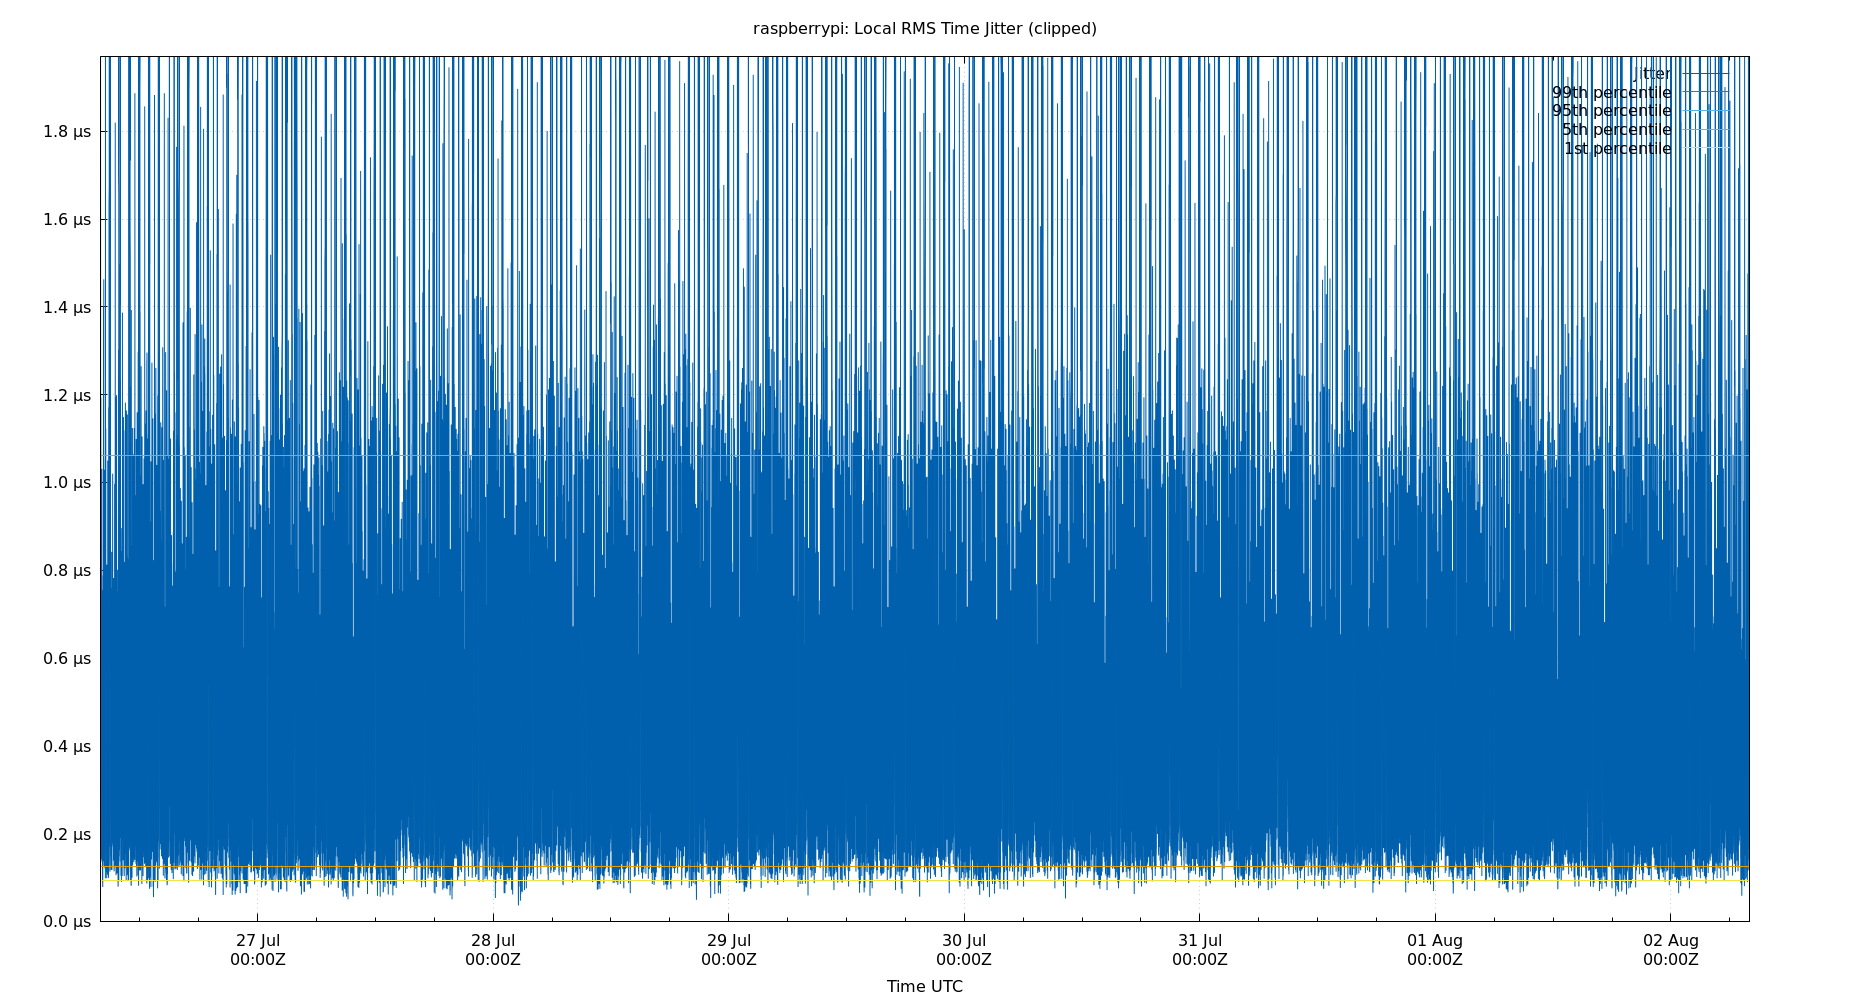 raspberrypi: Local RMS Time Jitter (clipped)
jitter
99th percentile
95th percentile
5th percentile
1st percentile
1.8 µs
1.6 µs
1.4 µs
1.2 µs
1.0 µs
0.8 µs
0.6 µs
0.4 µs
0.2 µs
0.0 µs
27 Jul 28 Jul 29 Jul 30 Jul 31 Jul 01 Aug 02 Aug
00:00Z 00:00Z 00:00Z 00:00Z 00:00Z 00:00Z 00:00Z
Time UTC